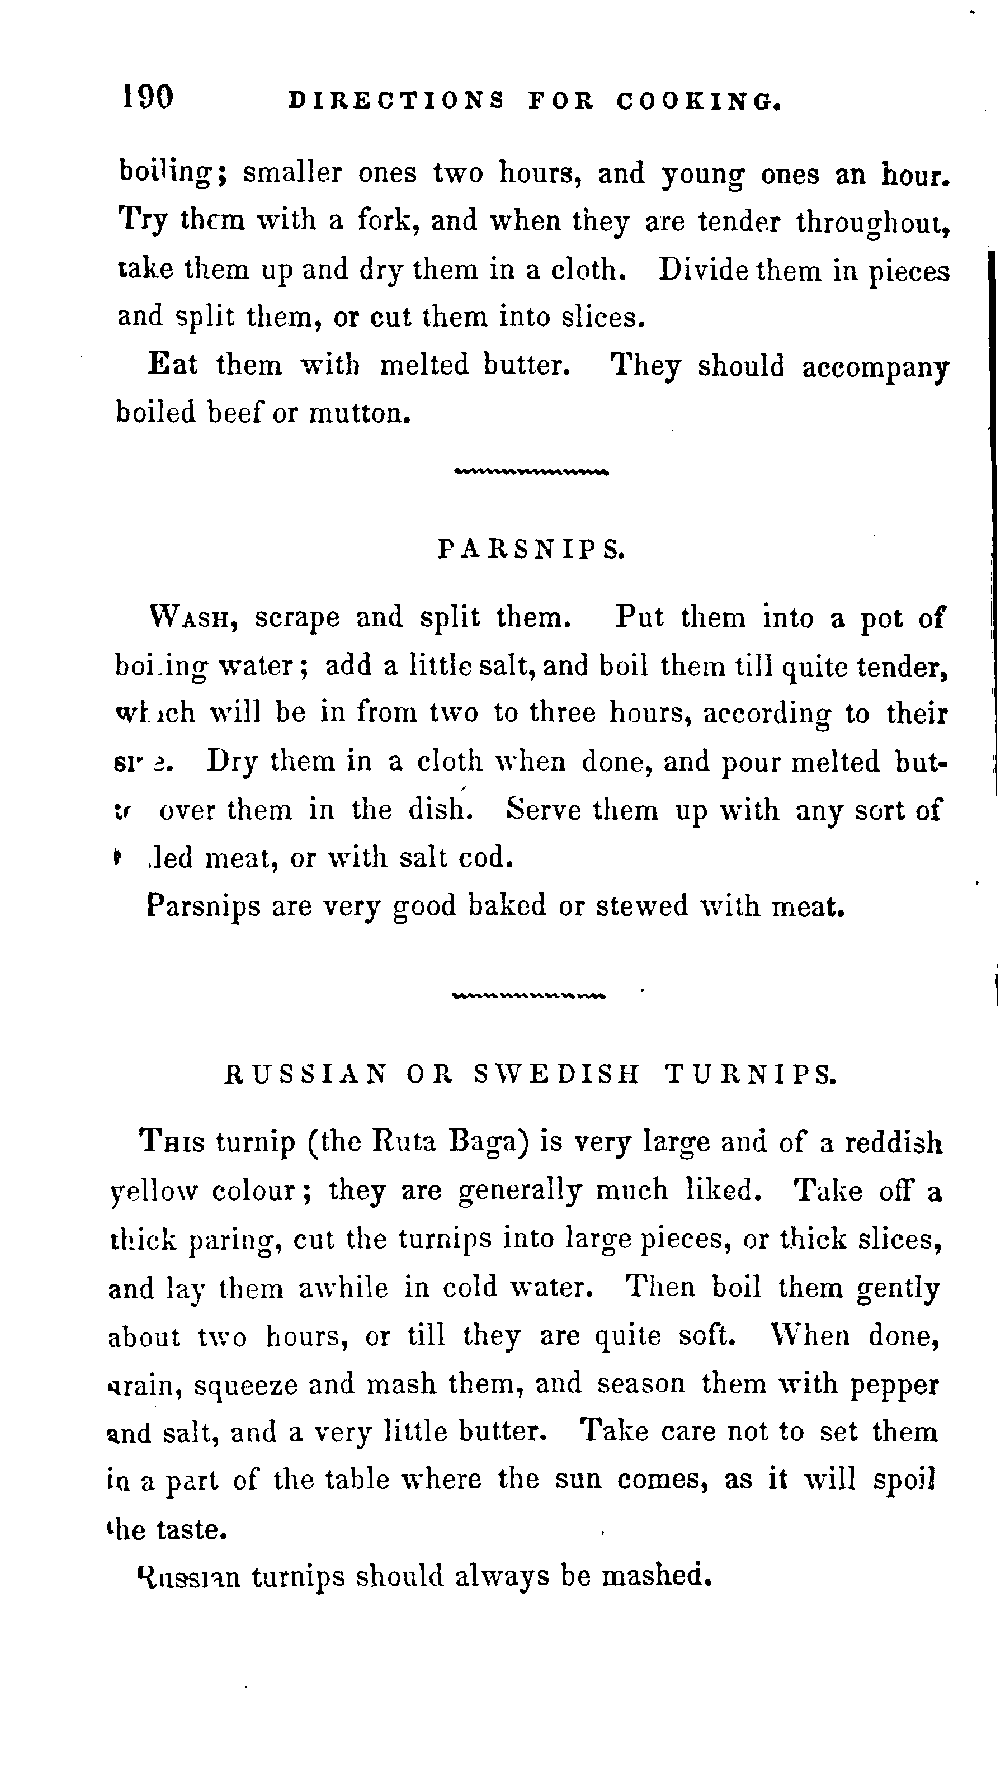 190 DIRECTIONS FOR COOKING.
boiling; smaller ones two hours, and young ones an hour.
Try them with a fork, and when they are tender throughout,
take them up and dry them in a cloth. Divide them in pieces
and split them, or cut them into slices.
Eat them with melted butter. They should accompany
boiled beef or mutton.
PARSNIPS.
WASH, scrape and split them. Put them into a pot of
boiling water; add a little salt, and boil them till quite tender,
which will be in from two to three hours, according to their
Dry them in a cloth when done, and pour melted but-
over them in the dish. Serve them up with any sort of
meat, or with salt cod.
Parsnips are very good baked or stewed with meat.
RUSSIAN OR SWEDISH TURNIPS.
THIS turnip (the Ruta Baga) is very large and of a reddish
yellow colour; they are generally much liked. Take off a
thick paring, cut the turnips into large pieces, or thick slices,
and lay them awhile in cold water. Then boil them gently
about two hours, or till they are quite soft. When done,
drain, squeeze and mash them, and season them with pepper
and salt, and a very little butter. Take care not to set them
in a part of the table where the sun comes, as it will spoil
the taste.
Russian turnips should always be mashed.